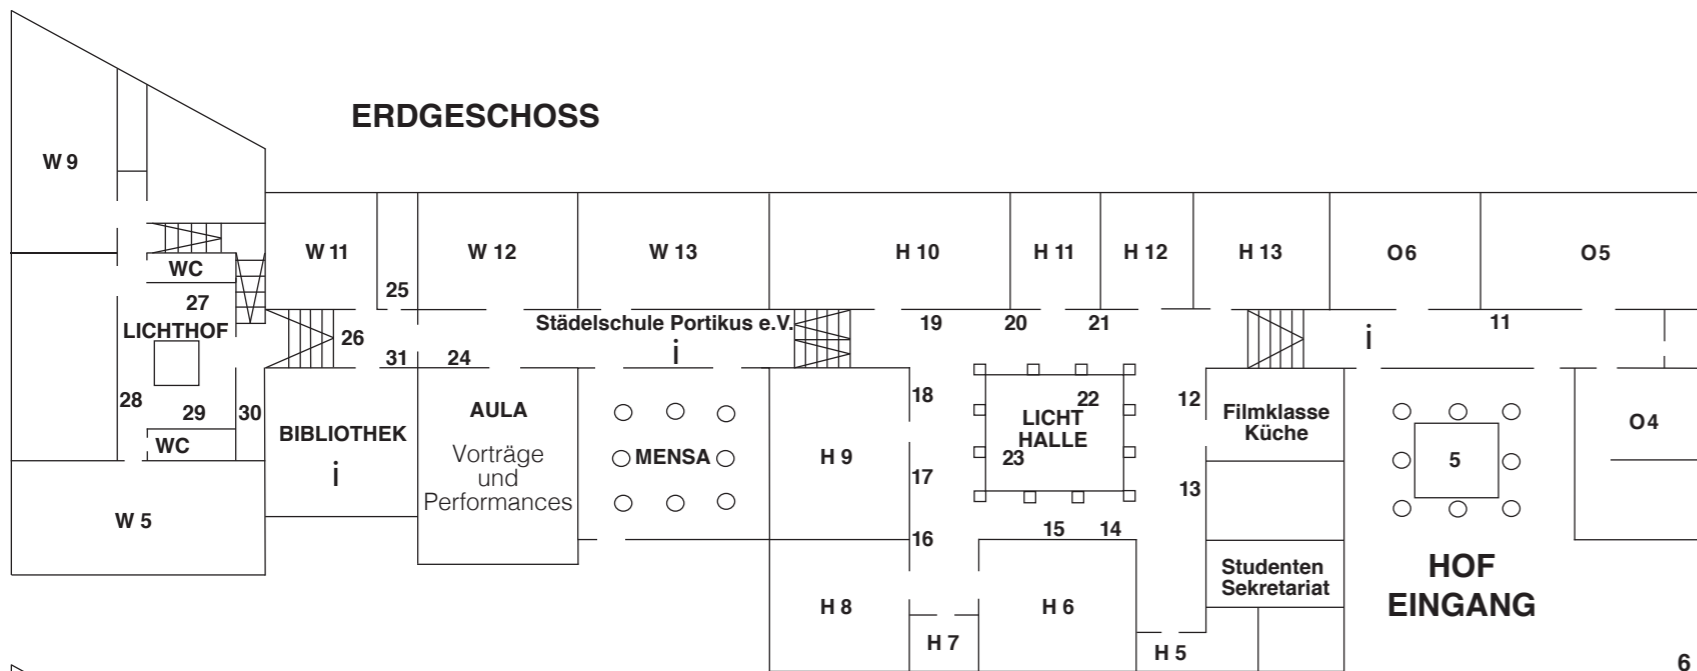 ERDGESCHOSS
W 9
WC
27
LICHTHOF
28
29
30
WC
W 5
W 11
25
26
31
BIBLIOTHEK
i
W 12
24
AULA
Vorträge
und
Performances
W 13
Städelschule Portikus e.V.
i
MENSA
H 10
H 11
H 12
H 13
19
20
21
18
17
16
H 9
H 8
H 7
22
LICHT
HALLE
23
15
14
H 6
12
13
H 5
Filmklasse
Küche
Studenten
Sekretariat
O 6
O 5
i
11
O 4
5
HOF
EINGANG
6